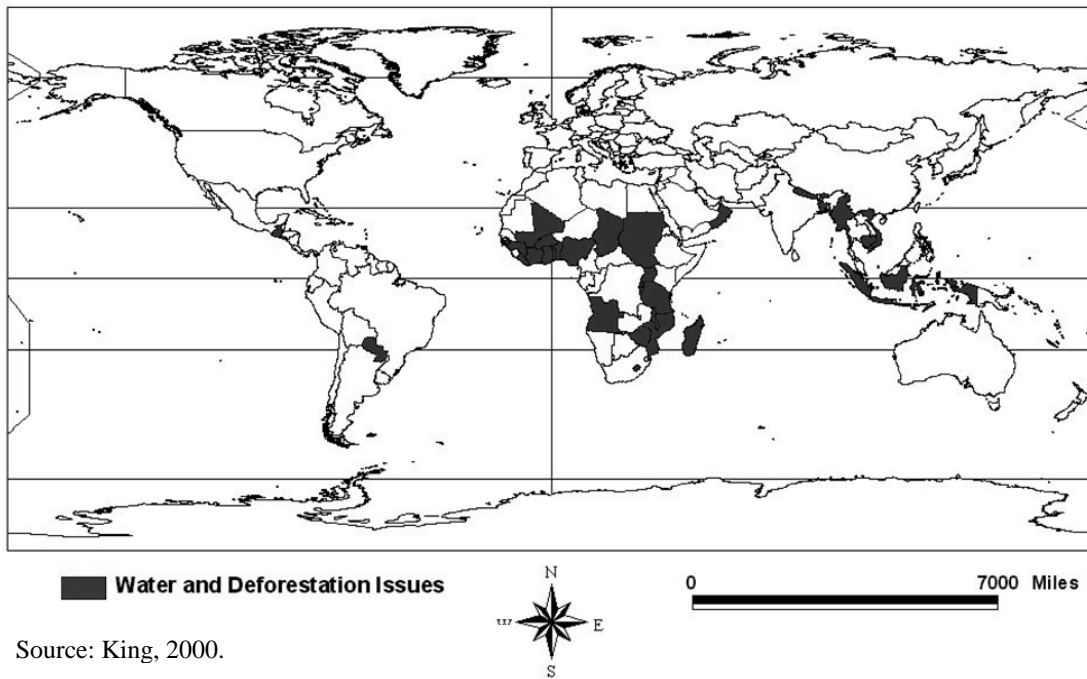 Water and Deforestation Issues
N
W E
S
0 7000 Miles
Source: King, 2000.